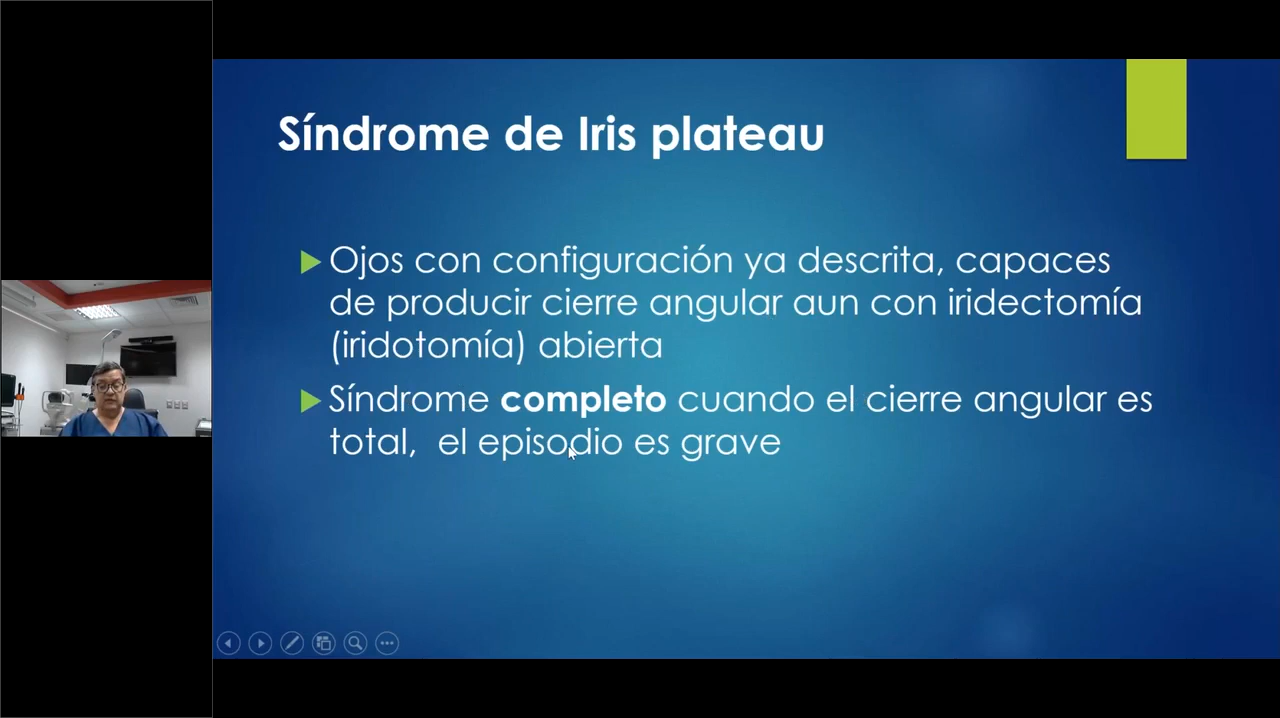 Síndrome de Iris plateau
Ojos con configuración ya descrita, capaces
de producir cierre angular aun con iridectomía
(iridotomía) abierta
Síndrome completo cuando el cierre angular es
total, el episodio es grave